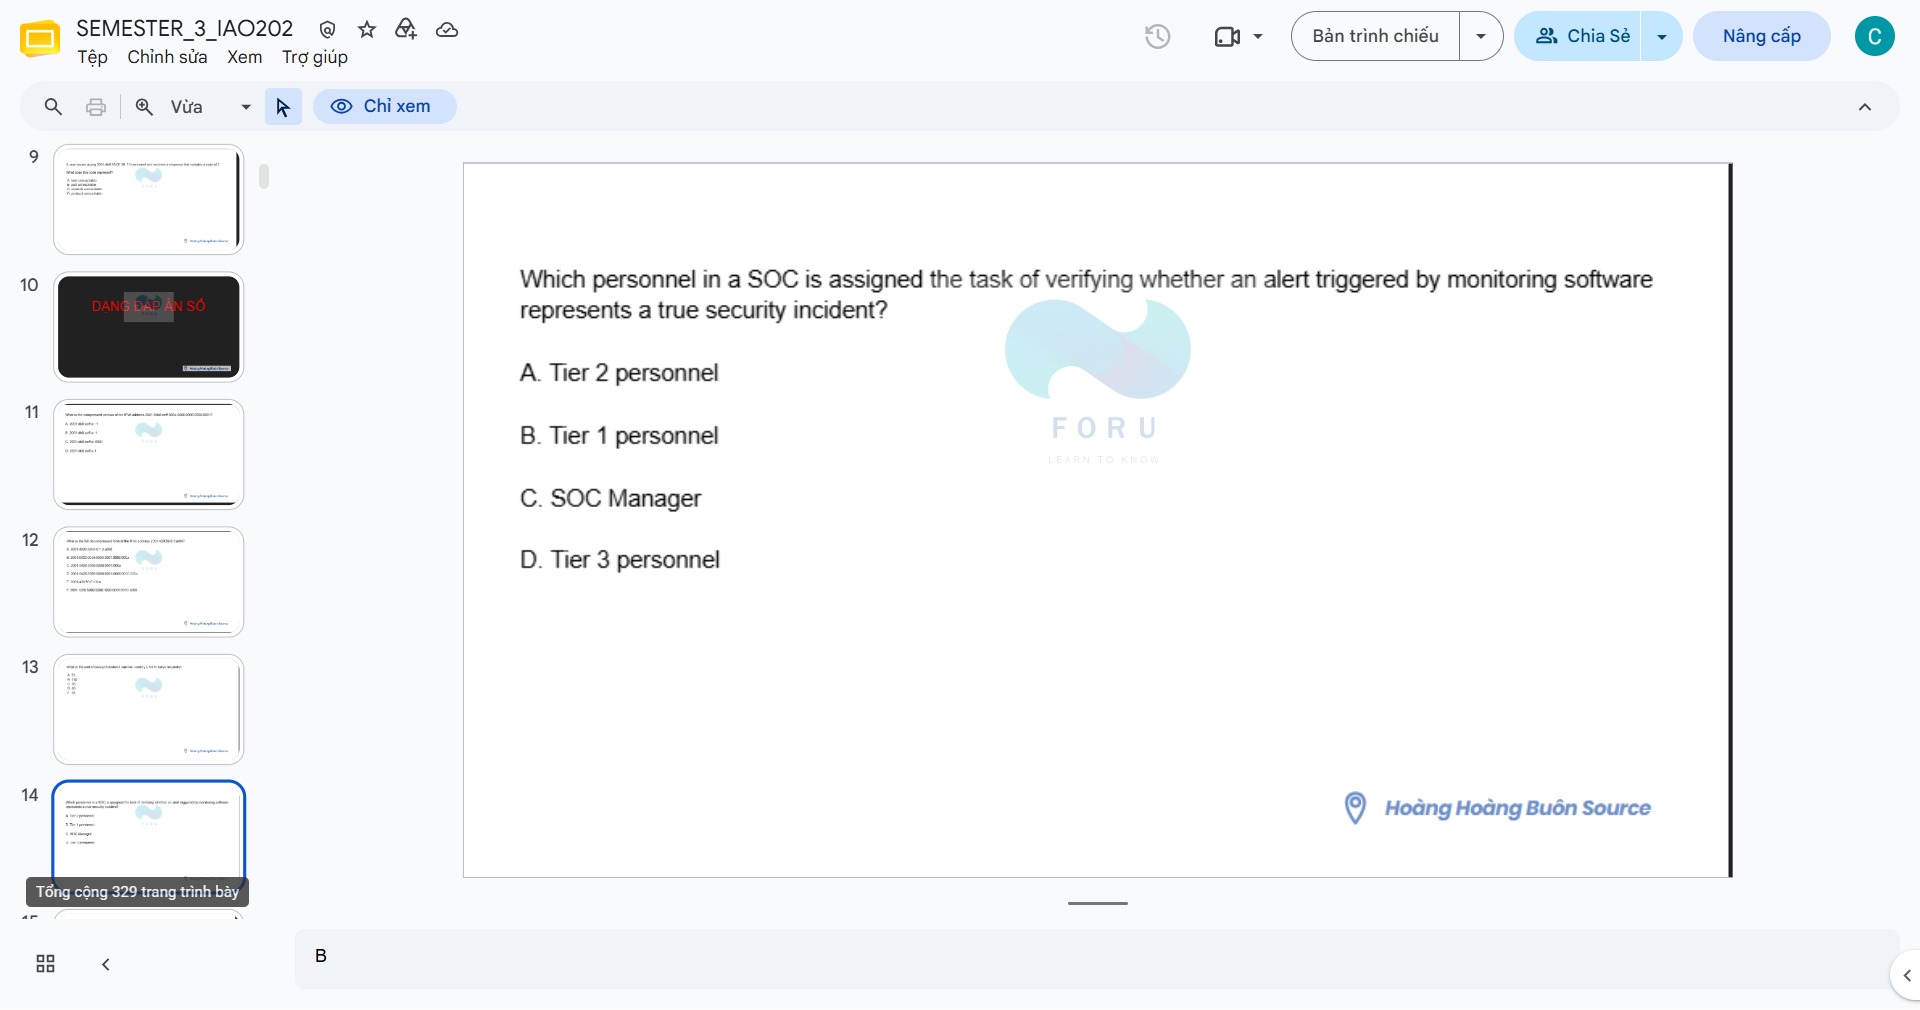 SEMESTER_3_IAO202
Tệp Chỉnh sửa Xem Trợ giúp
Bản trình chiếu
Chia Sẻ
Nâng cấp
C
Vừa
Chỉ xem
9
10
DẠNG ĐÁP ÁN SỐ
11
12
13
14
Tổng cộng 329 trang trình bày
Which personnel in a SOC is assigned the task of verifying whether an alert triggered by monitoring software
represents a true security incident?
A. Tier 2 personnel
B. Tier 1 personnel
C. SOC Manager
D. Tier 3 personnel
FORU
LEARN TO KNOW
Hoàng Hoàng Buôn Source
B